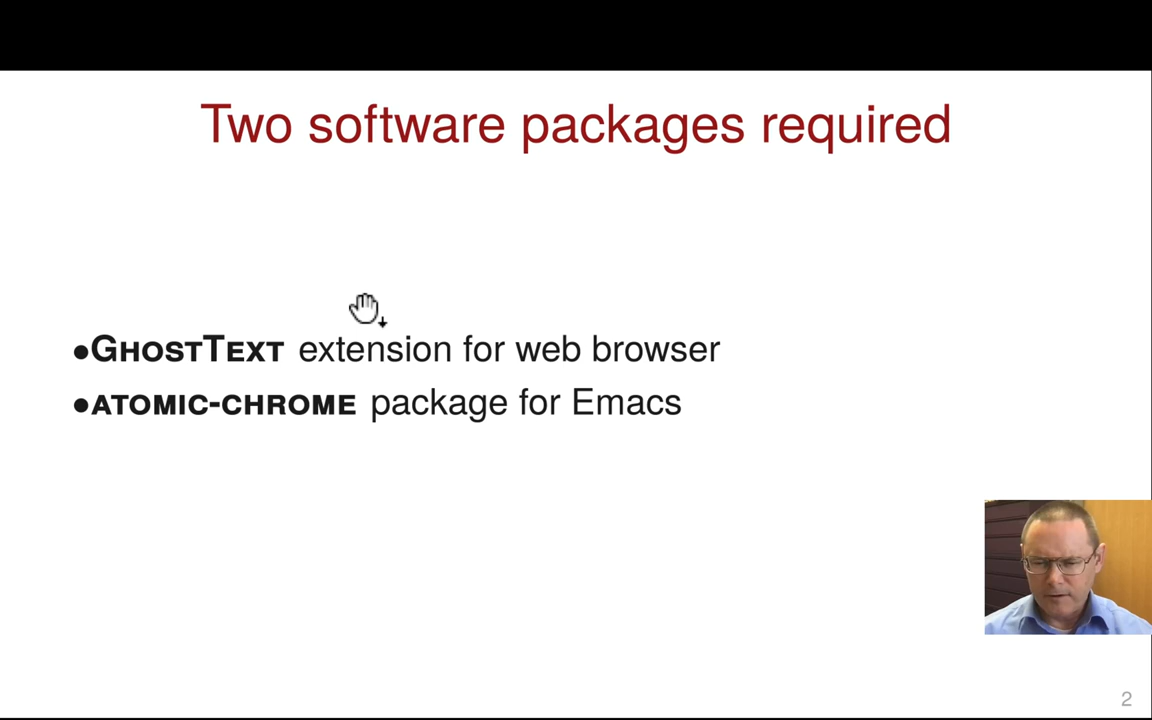 Two software packages required
•GHOSTTEXT extension for web browser
•ATOMIC-CHROME package for Emacs
2